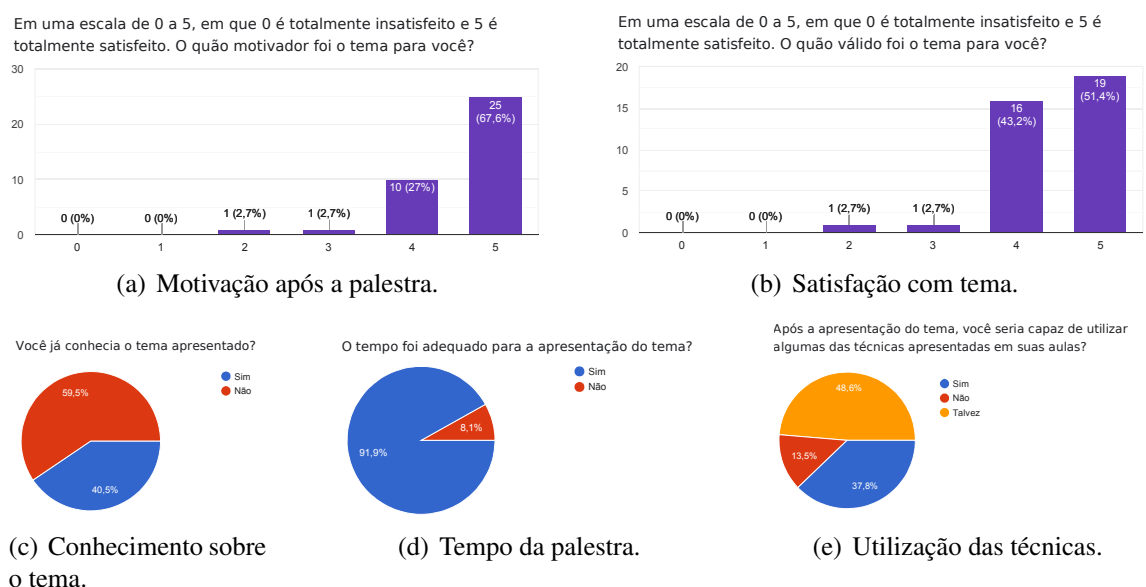 Em uma escala de 0 a 5, em que 0 é totalmente insatisfeito e 5 é
totalmente satisfeito. O quão motivador foi o tema para você?
30
20
10
0
0 (0%)
0 (0%)
1 (2,7%)
1 (2,7%)
10 (27%)
25
(67,6%)
0
1
2
3
4
5
(a) Motivação após a palestra.
Em uma escala de 0 a 5, em que 0 é totalmente insatisfeito e 5 é
totalmente satisfeito. O quão válido foi o tema para você?
20
15
10
5
0
0 (0%)
0 (0%)
1 (2,7%)
1 (2,7%)
16
(43,2%)
19
(51,4%)
0
1
2
3
4
5
(b) Satisfação com tema.
Você já conhecia o tema apresentado?
Sim
Não
59,5%
40,5%
(c) Conhecimento sobre
o tema.
O tempo foi adequado para a apresentação do tema?
Sim
Não
8,1%
91,9%
(d) Tempo da palestra.
Após a apresentação do tema, você seria capaz de utilizar
algumas das técnicas apresentadas em suas aulas?
Sim
Não
Talvez
48,6%
13,5%
37,8%
(e) Utilização das técnicas.